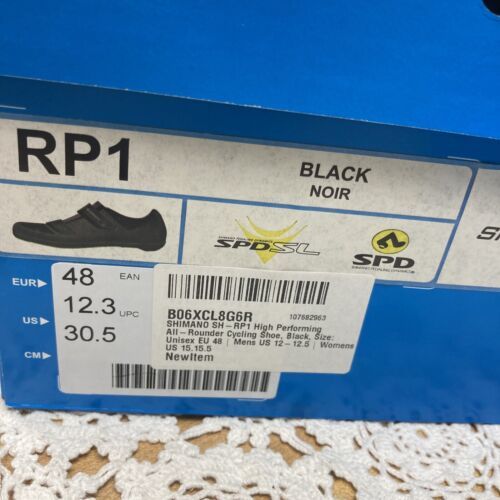 RP1
BLACK
NOIR
SPD-SL
SPD
EUR 48 EAN
US 12.3 UPC
CM 30.5
B06XCL8G6R 107682963
SHIMANO SH-RP1 High Performing
All-Rounder Cycling Shoe, Black, Size:
Unisex EU 48 | Mens US 12-12.5 | Womens
US 15.15.5
NewItem